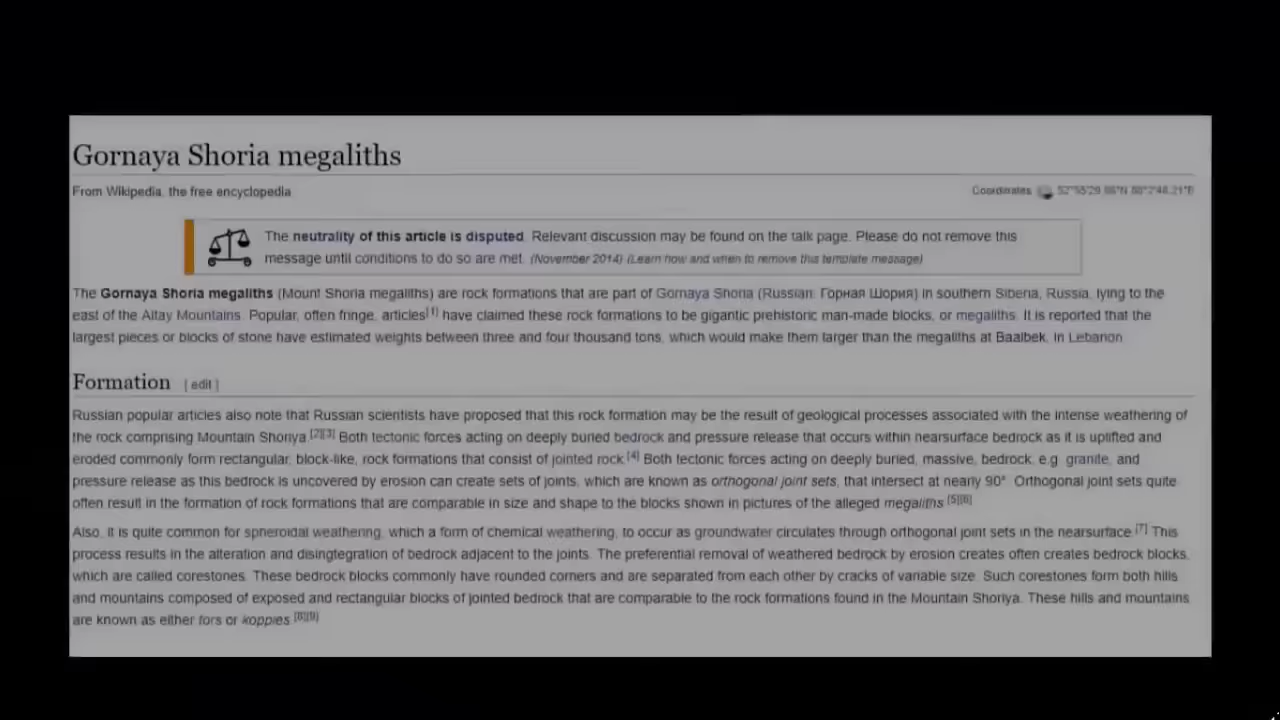 Gornaya Shoria megaliths
From Wikipedia, the free encyclopedia
Coordinates
The neutrality of this article is disputed. Relevant discussion may be found on the talk page. Please do not remove this
message until conditions to do so are met. (November 2014) (Learn how and when to remove this template message)
The Gornaya Shoria megaliths (Mount Shoria megaliths) are rock formations that are part of Gornaya Shoria (Russian: Горная Шория) in southern Siberia, Russia, lying to the
east of the Altay Mountains. Popular, often fringe, articles[1] have claimed these rock formations to be gigantic prehistoric man-made blocks, or megaliths. It is reported that the
largest pieces or blocks of stone have estimated weights between three and four thousand tons, which would make them larger than the megaliths at Baalbek, in Lebanon.
Formation [ edit ]
Russian popular articles also note that Russian scientists have proposed that this rock formation may be the result of geological processes associated with the intense weathering of
the rock comprising Mountain Shoriya.[2][3] Both tectonic forces acting on deeply buried bedrock and pressure release that occurs within nearsurface bedrock as it is uplifted and
eroded commonly form rectangular, block-like, rock formations that consist of jointed rock.[4] Both tectonic forces acting on deeply buried, massive, bedrock, e.g. granite, and
pressure release as this bedrock is uncovered by erosion can create sets of joints, which are known as orthogonal joint sets, that intersect at nearly 90°. Orthogonal joint sets quite
often result in the formation of rock formations that are comparable in size and shape to the blocks shown in pictures of the alleged megaliths.[5][6]
Also, it is quite common for spheroidal weathering, which a form of chemical weathering, to occur as groundwater circulates through orthogonal joint sets in the nearsurface.[7] This
process results in the alteration and disingtegration of bedrock adjacent to the joints. The preferential removal of weathered bedrock by erosion creates often creates bedrock blocks,
which are called corestones. These bedrock blocks commonly have rounded corners and are separated from each other by cracks of variable size. Such corestones form both hills
and mountains composed of exposed and rectangular blocks of jointed bedrock that are comparable to the rock formations found in the Mountain Shoriya. These hills and mountains
are known as either tors or koppies.[8][9]